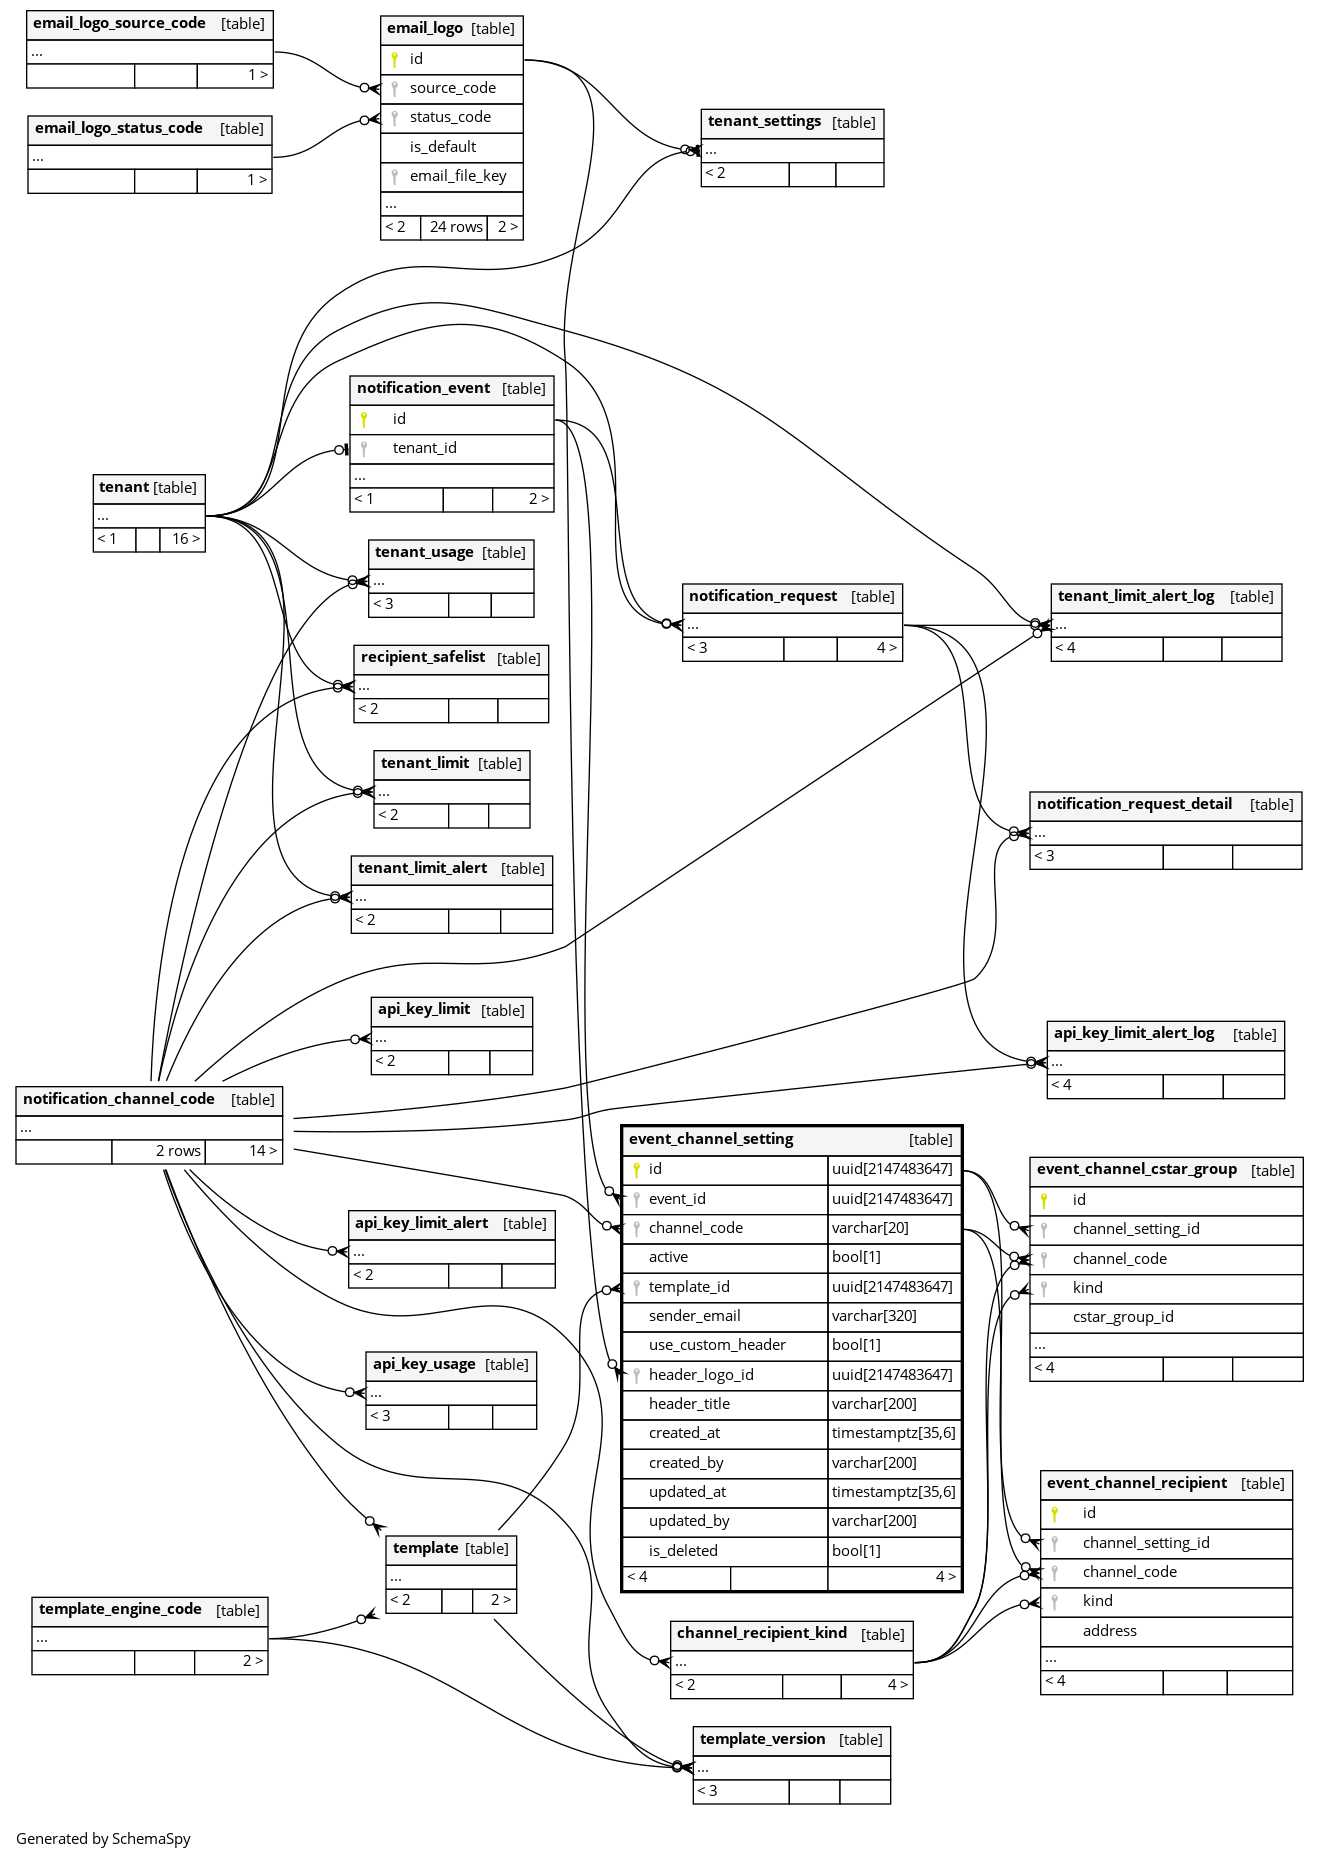 email_logo_source_code [table]
...
1 >
email_logo_status_code [table]
...
1 >
email_logo [table]
id
source_code
status_code
is_default
email_file_key
...
< 2 24 rows 2 >
tenant_settings [table]
...
< 2
notification_event [table]
id
tenant_id
...
< 1 2 >
tenant [table]
...
< 1 16 >
tenant_usage [table]
...
< 3
notification_request [table]
...
< 3 4 >
tenant_limit_alert_log [table]
...
< 4
recipient_safelist [table]
...
< 2
tenant_limit [table]
...
< 2
notification_request_detail [table]
...
< 3
tenant_limit_alert [table]
...
< 2
api_key_limit [table]
...
< 2
api_key_limit_alert_log [table]
...
< 4
notification_channel_code [table]
...
2 rows 14 >
event_channel_setting [table]
id uuid[2147483647]
event_id uuid[2147483647]
channel_code varchar[20]
active bool[1]
template_id uuid[2147483647]
sender_email varchar[320]
use_custom_header bool[1]
header_logo_id uuid[2147483647]
header_title varchar[200]
created_at timestamptz[35,6]
created_by varchar[200]
updated_at timestamptz[35,6]
updated_by varchar[200]
is_deleted bool[1]
< 4 4 >
event_channel_cstar_group [table]
id
channel_setting_id
channel_code
kind
cstar_group_id
...
< 4
api_key_limit_alert [table]
...
< 2
api_key_usage [table]
...
< 3
event_channel_recipient [table]
id
channel_setting_id
channel_code
kind
address
...
< 4
template [table]
...
< 2 2 >
template_engine_code [table]
...
2 >
channel_recipient_kind [table]
...
< 2 4 >
template_version [table]
...
< 3
Generated by SchemaSpy